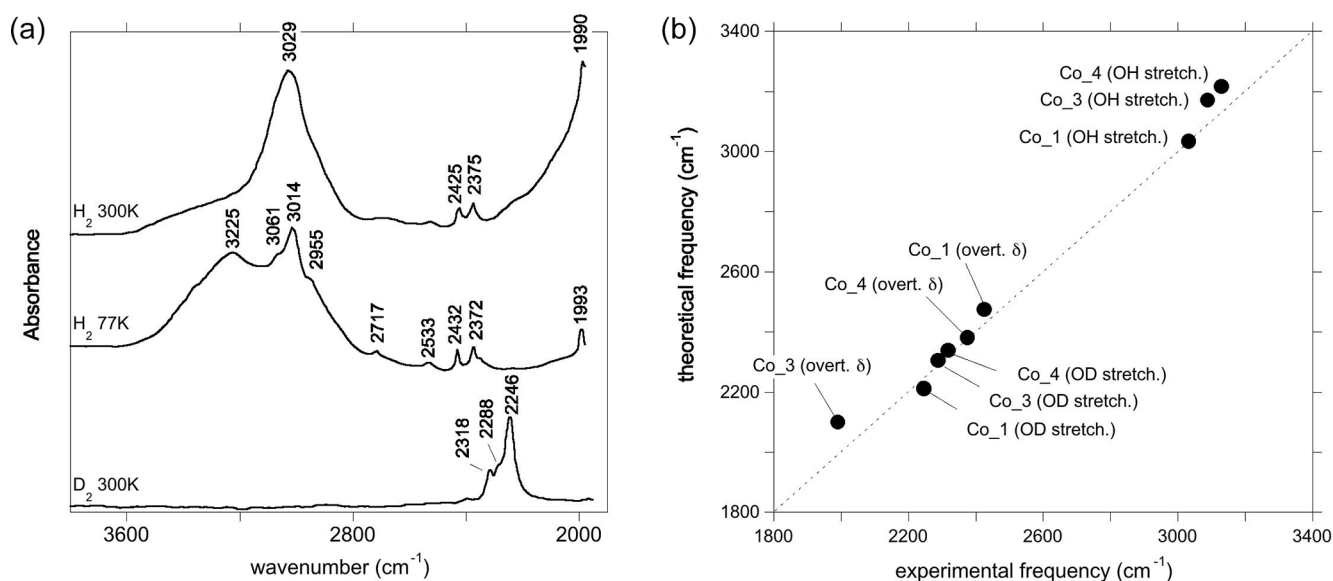 (a)
3029
1990
2425
2375
H2 300K
3225
3061
3014
2955
2717
2533
2432
2372
1993
H2 77K
2318
2288
2246
D2 300K
Absorbance
3600
2800
2000
wavenumber (cm-1)
(b)
3400
3000
2600
2200
1800
theoretical frequency (cm-1)
Co_4 (OH stretch.)
Co_3 (OH stretch.)
Co_1 (OH stretch.)
Co_1 (overt. δ)
Co_4 (overt. δ)
Co_3 (overt. δ)
Co_4 (OD stretch.)
Co_3 (OD stretch.)
Co_1 (OD stretch.)
1800
2200
2600
3000
3400
experimental frequency (cm-1)